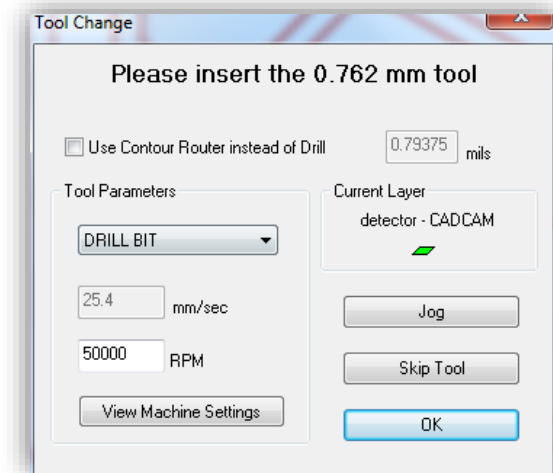 Tool Change
Please insert the 0.762 mm tool
Use Contour Router instead of Drill 0.79375 mils
Tool Parameters
DRILL BIT
25.4 mm/sec
50000 RPM
View Machine Settings
Current Layer
detector - CADCAM
Jog
Skip Tool
OK